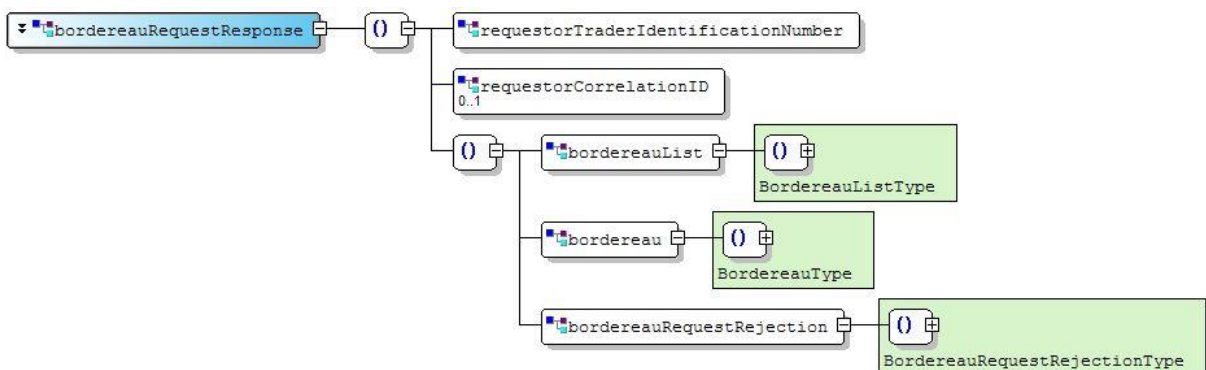 bordereauRequestResponse
()
requestorTraderIdentificationNumber
requestorCorrelationID
0..1
()
bordereauList
()
BordereauListType
bordereau
()
BordereauType
bordereauRequestRejection
()
BordereauRequestRejectionType